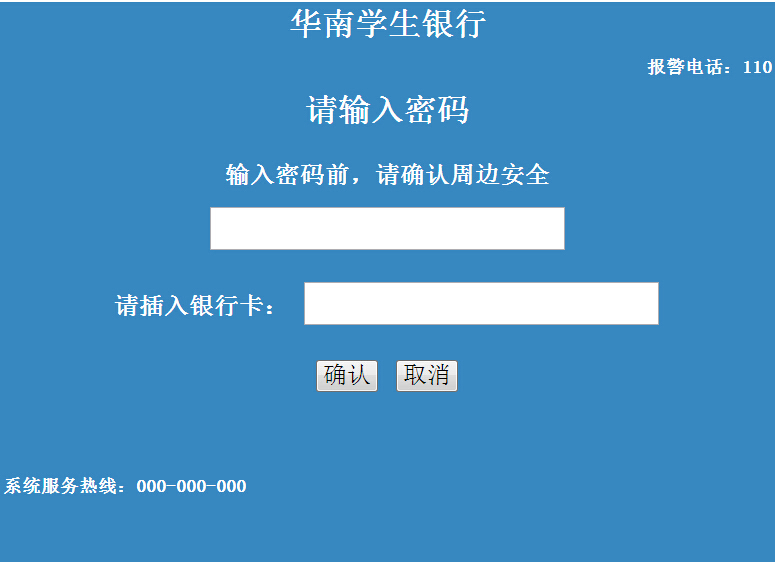 华南学生银行
报警电话：110
请输入密码
输入密码前，请确认周边安全
请插入银行卡：
确认 取消
系统服务热线：000-000-000